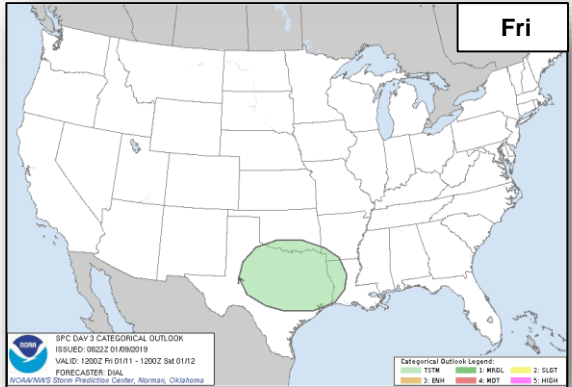 Fri
SPC DAY 3 CATEGORICAL OUTLOOK
ISSUED: 0822Z 01/09/2019
VALID: 1200Z Fri 01/11 - 1200Z Sat 01/12
FORECASTER: DIAL
NOAA/NWS Storm Prediction Center, Norman, Oklahoma
NOAA
Categorical Outlook Legend:
TSTM 1: MRGL 2: SLGT
3: ENH 4: MDT 5: HIGH